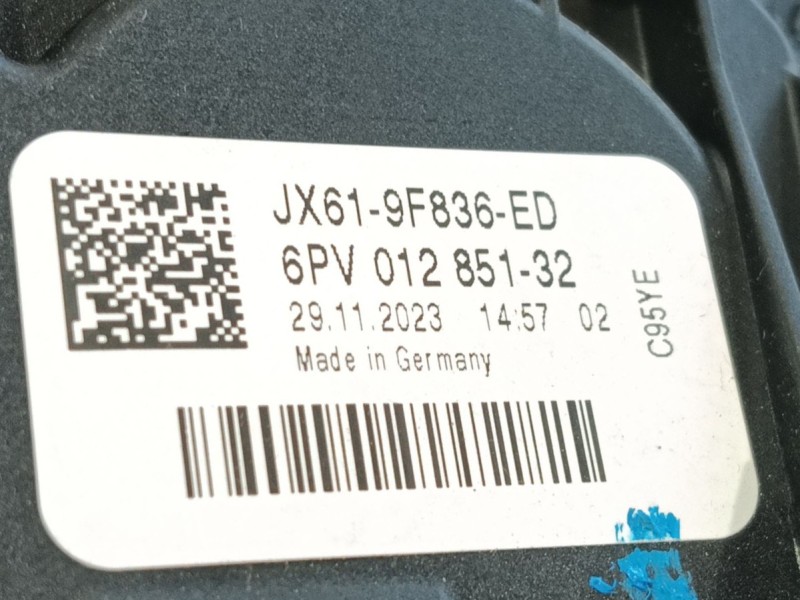 JX61-9F836-ED
6PV 012 851-32
29.11.2023 14:57 02
Made in Germany
C95YE